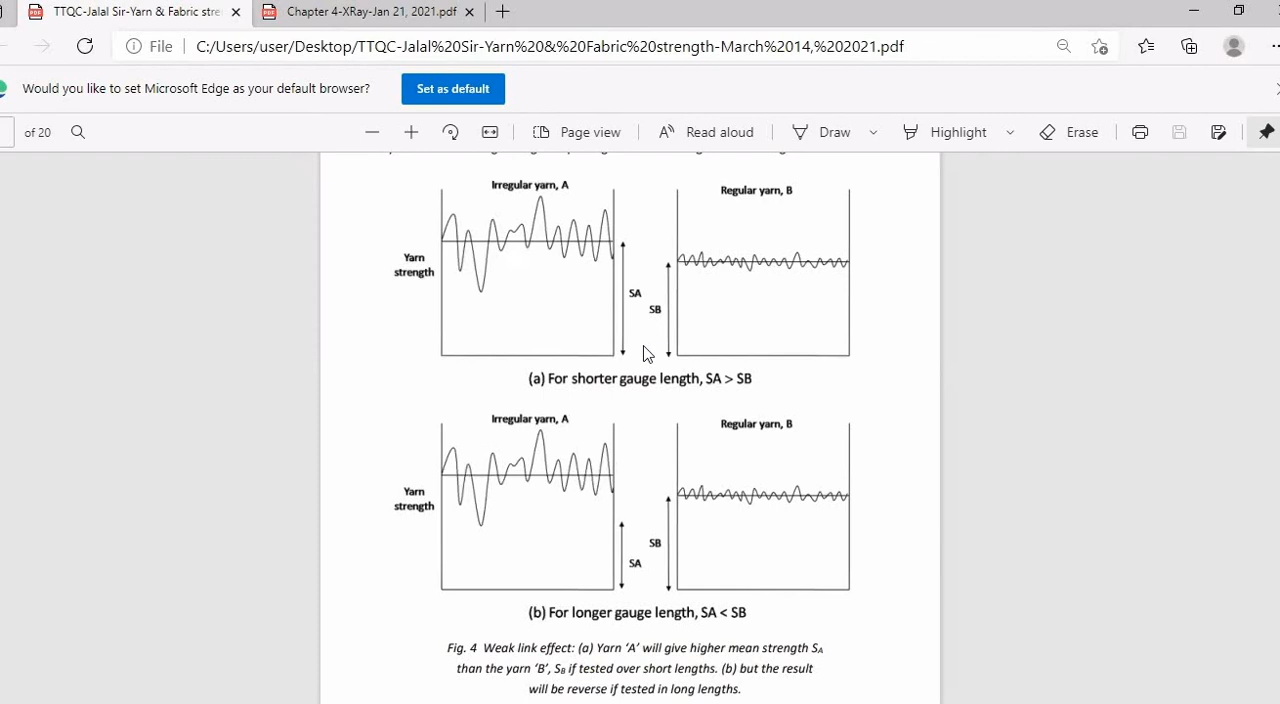 TTQC-Jalal Sir-Yarn & Fabric stre
Chapter 4-XRay-Jan 21, 2021.pdf
File
C:/Users/user/Desktop/TTQC-Jalal%20Sir-Yarn%20&%20Fabric%20strength-March%2014,%202021.pdf
Would you like to set Microsoft Edge as your default browser?
Set as default
of 20
Page view
Read aloud
Draw
Highlight
Erase
Irregular yarn, A
Regular yarn, B
Yarn
strength
SA
SB
(a) For shorter gauge length, SA > SB
Irregular yarn, A
Regular yarn, B
Yarn
strength
SB
SA
(b) For longer gauge length, SA < SB
Fig. 4 Weak link effect: (a) Yarn ‘A’ will give higher mean strength SA
than the yarn ‘B’, SB if tested over short lengths. (b) but the result
will be reverse if tested in long lengths.